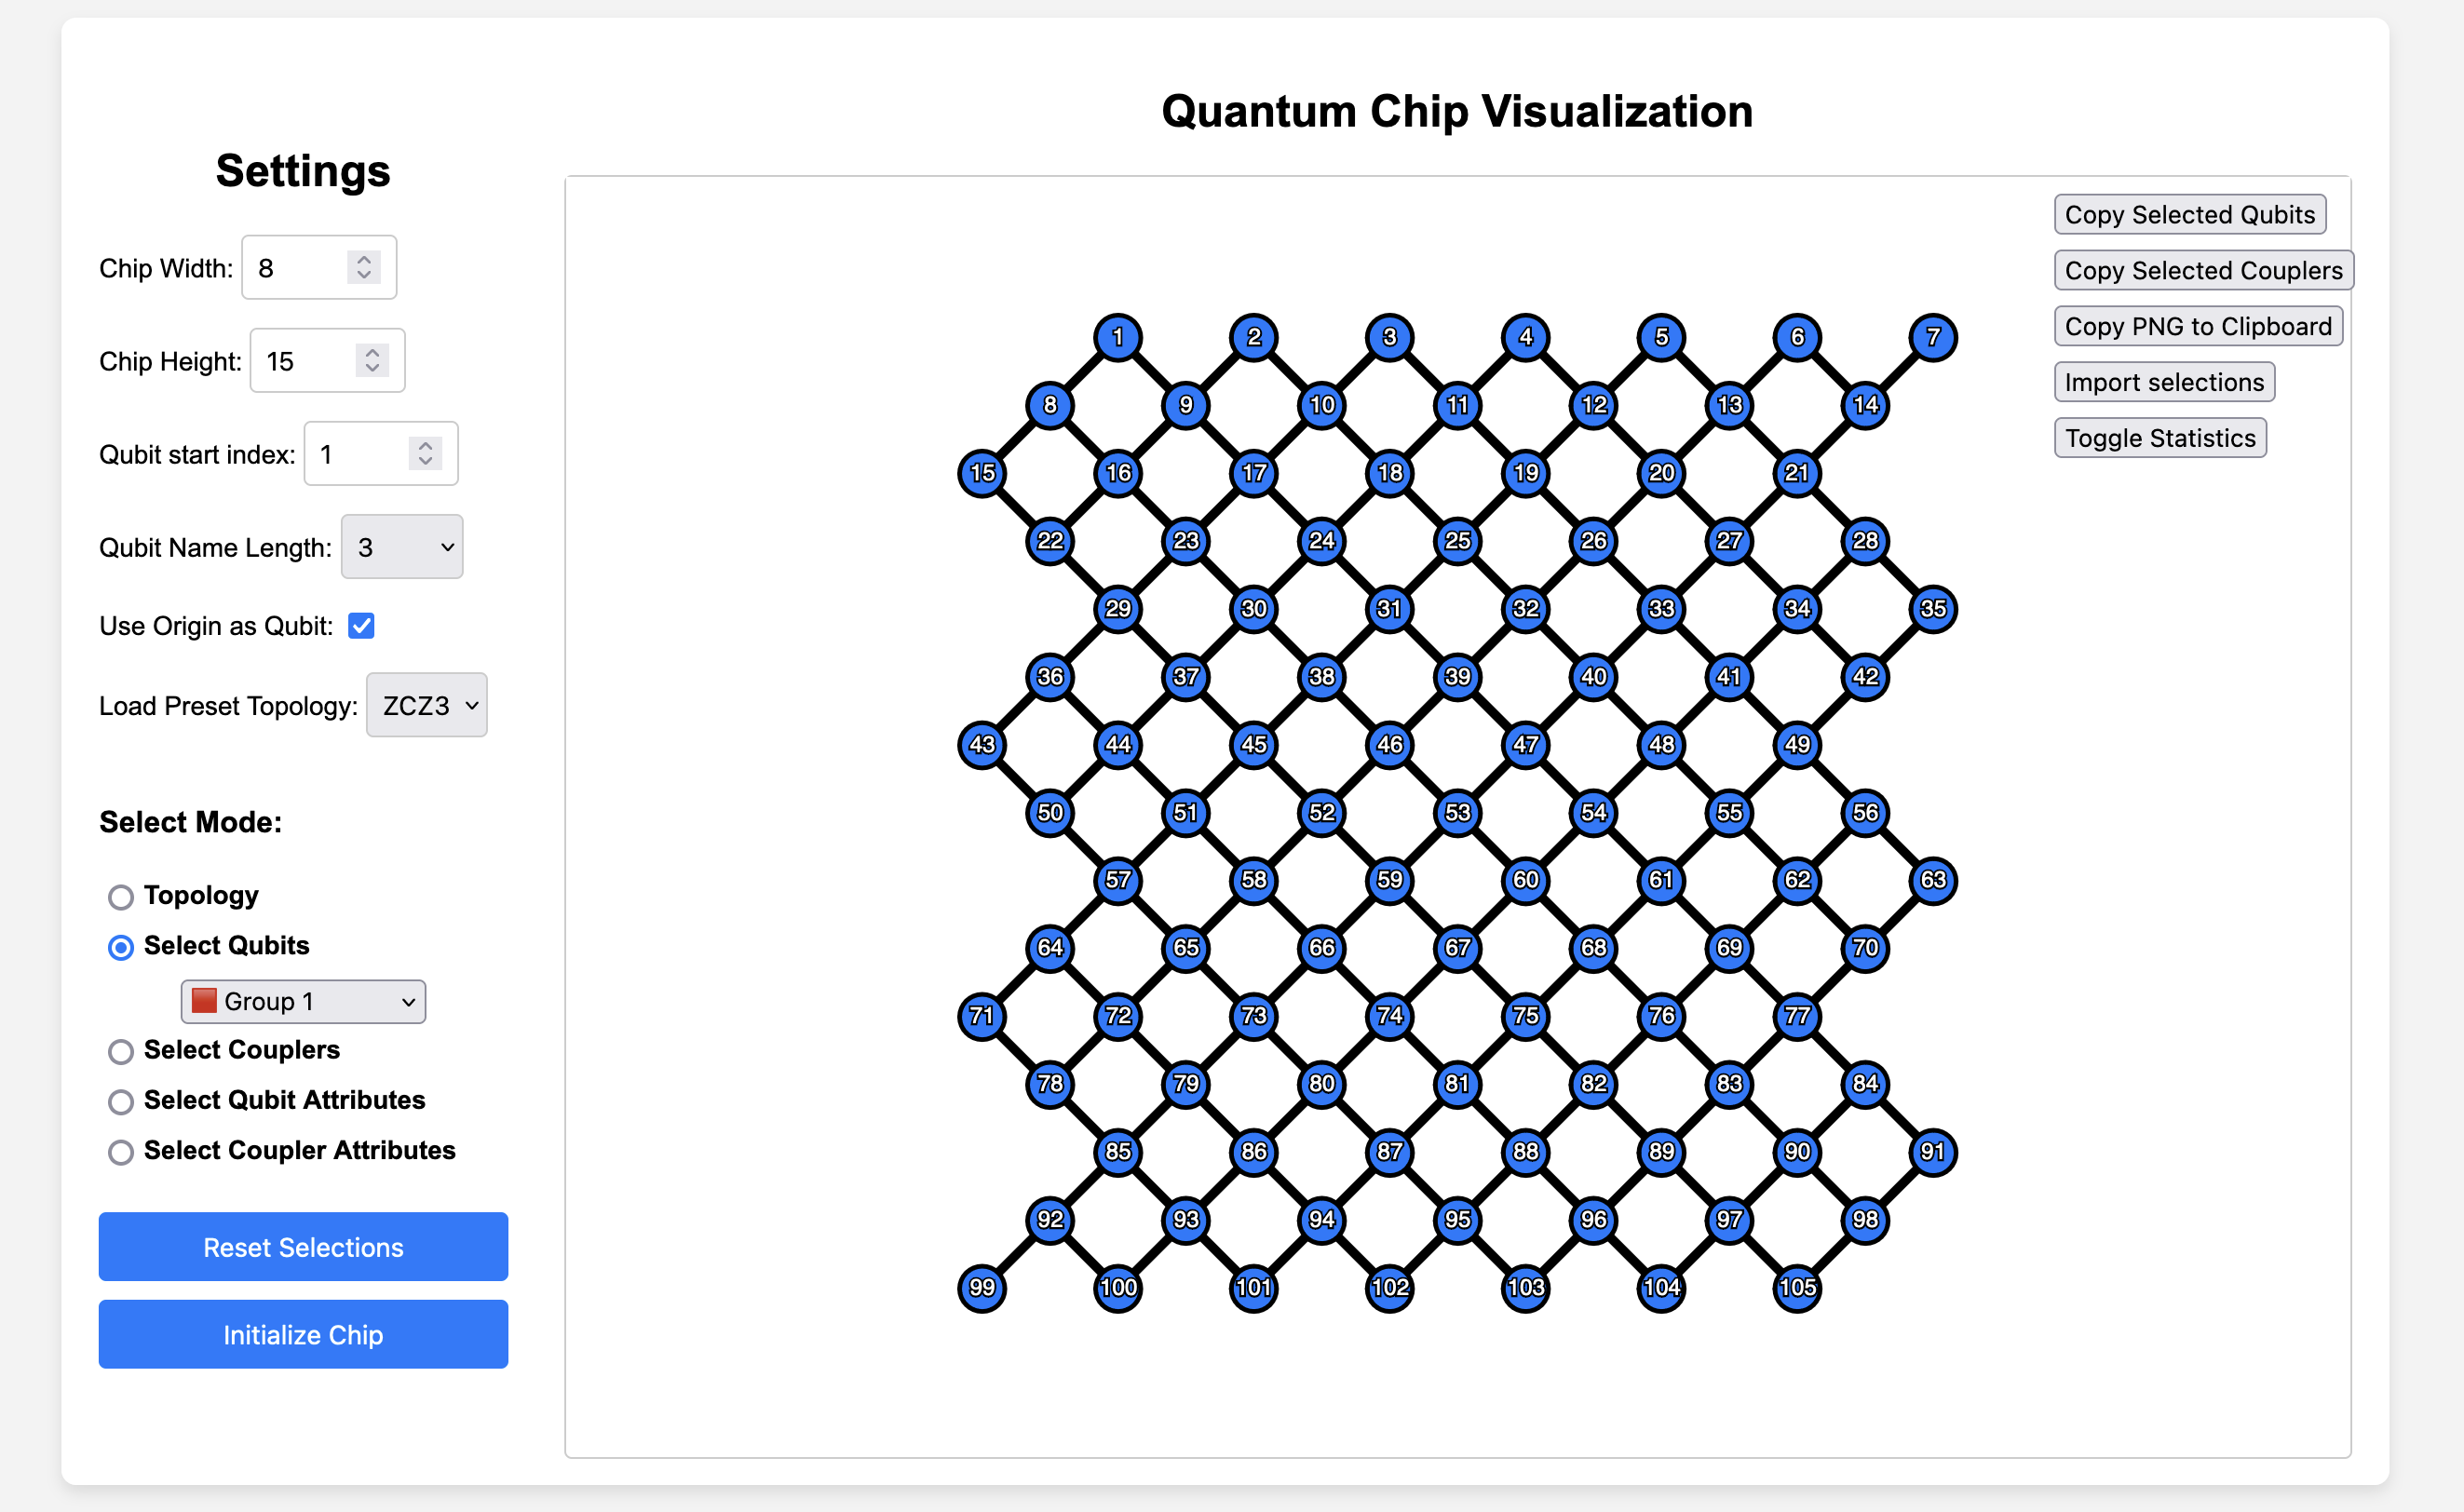 Quantum Chip Visualization
Settings
Chip Width: 8
Chip Height: 15
Qubit start index: 1
Qubit Name Length: 3
Use Origin as Qubit:
Load Preset Topology: ZCZ3
Select Mode:
Topology
Select Qubits
Group 1
Select Couplers
Select Qubit Attributes
Select Coupler Attributes
Reset Selections
Initialize Chip
1 2 3 4 5 6 7
8 9 10 11 12 13 14
15 16 17 18 19 20 21
22 23 24 25 26 27 28
29 30 31 32 33 34 35
36 37 38 39 40 41 42
43 44 45 46 47 48 49
50 51 52 53 54 55 56
57 58 59 60 61 62 63
64 65 66 67 68 69 70
71 72 73 74 75 76 77
78 79 80 81 82 83 84
85 86 87 88 89 90 91
92 93 94 95 96 97 98
99 100 101 102 103 104 105
Copy Selected Qubits
Copy Selected Couplers
Copy PNG to Clipboard
Import selections
Toggle Statistics